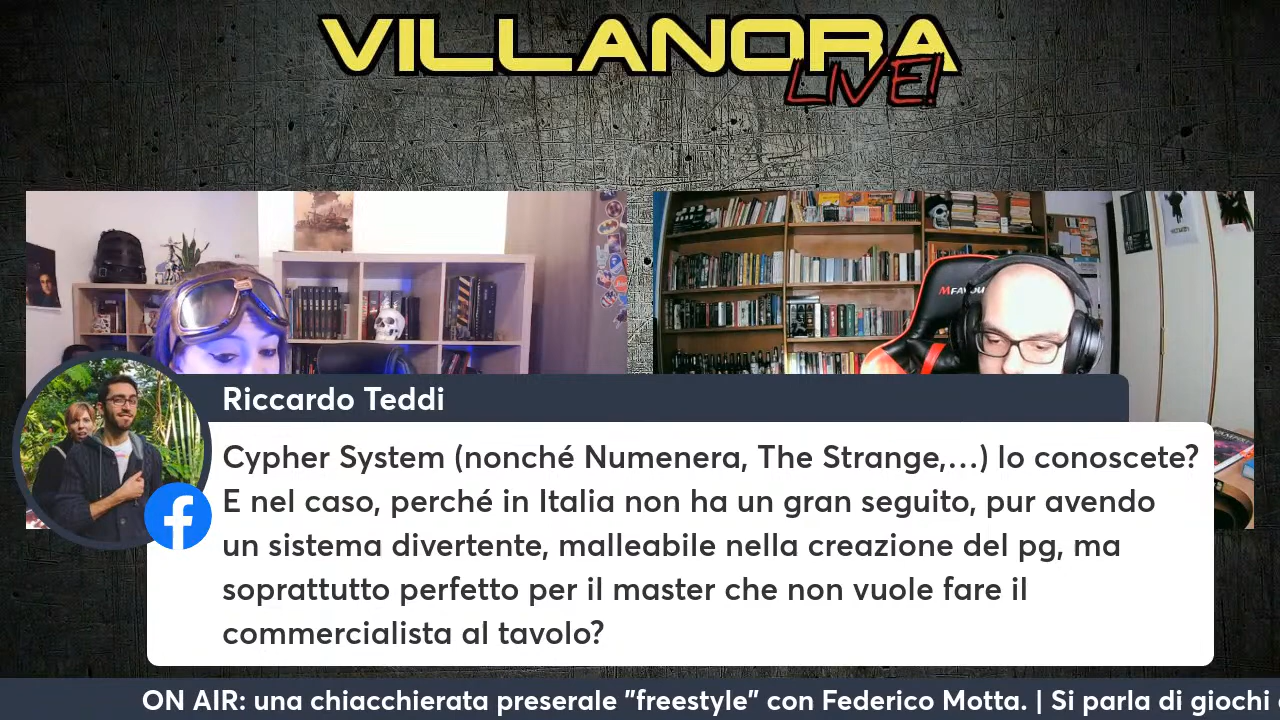 VILLANORA
LIVE!
Riccardo Teddi
Cypher System (nonché Numenera, The Strange,...) lo conoscete?
E nel caso, perché in Italia non ha un gran seguito, pur avendo
un sistema divertente, malleabile nella creazione del pg, ma
soprattutto perfetto per il master che non vuole fare il
commercialista al tavolo?
ON AIR: una chiacchierata preserale "freestyle" con Federico Motta. | Si parla di giochi